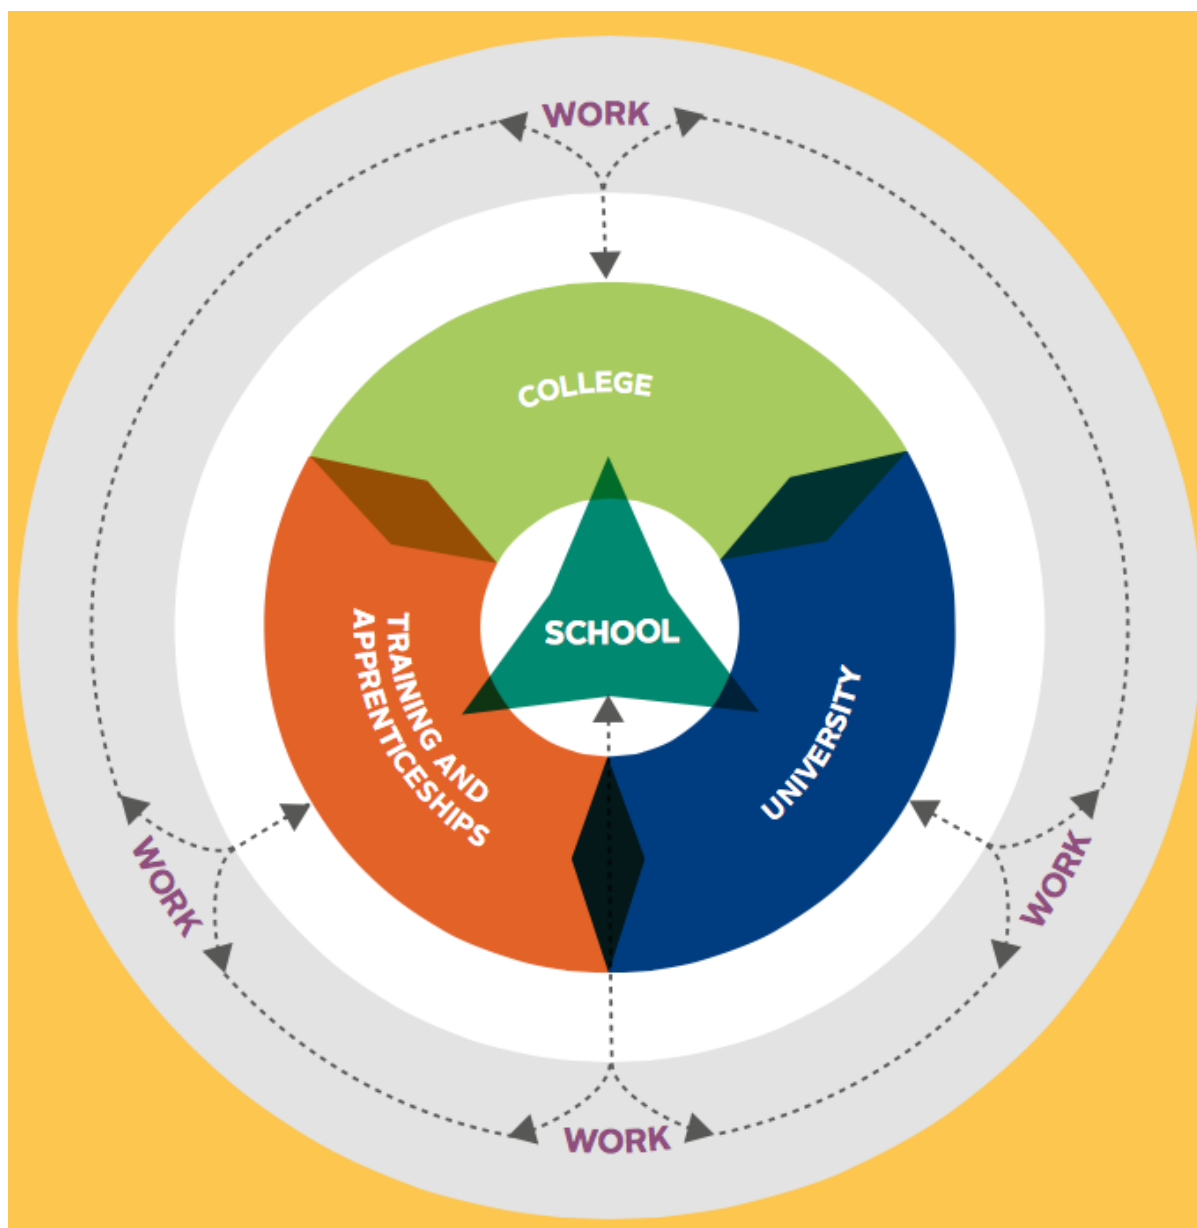 WORK
COLLEGE
SCHOOL
TRAINING AND
APPRENTICESHIPS
UNIVERSITY
WORK
WORK
WORK